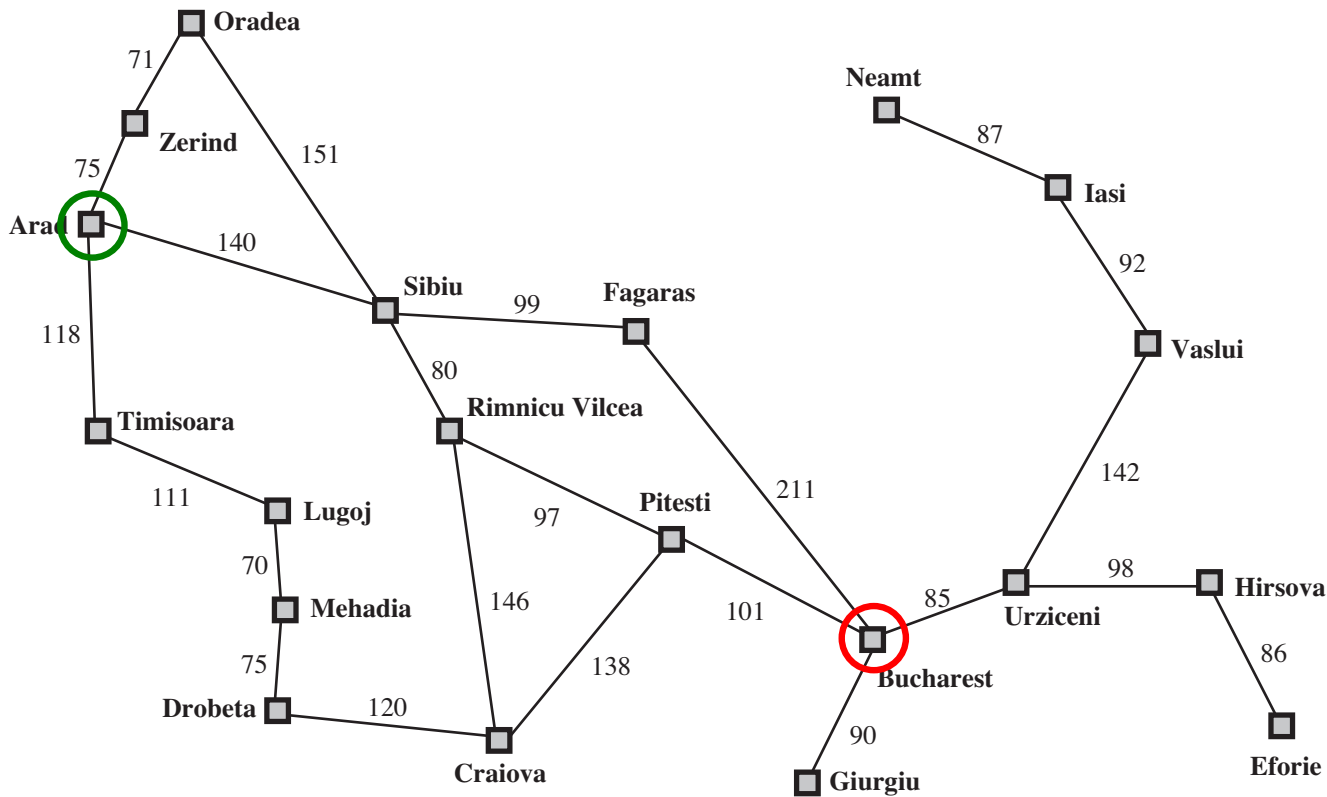 Oradea
71
Neamt
87
Zerind
151
75
Iasi
Arad
140
92
Sibiu
Fagaras
99
118
Vaslui
80
Rimnicu Vilcea
Timisoara
142
211
Pitesti
111
Lugoj
97
70
98
Hirsova
146
Mehadia
85
101
Urziceni
86
75
138
Bucharest
Drobeta
120
90
Craiova
Eforie
Giurgiu